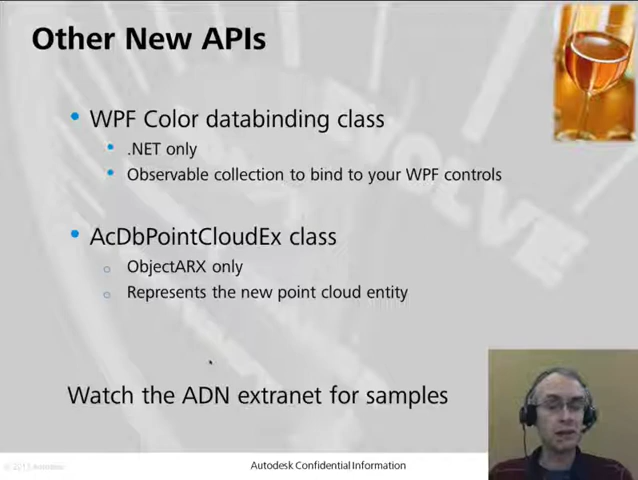 Other New APIs
WPF Color databinding class
.NET only
Observable collection to bind to your WPF controls
AcDbPointCloudEx class
ObjectARX only
Represents the new point cloud entity
Watch the ADN extranet for samples
Autodesk Confidential Information